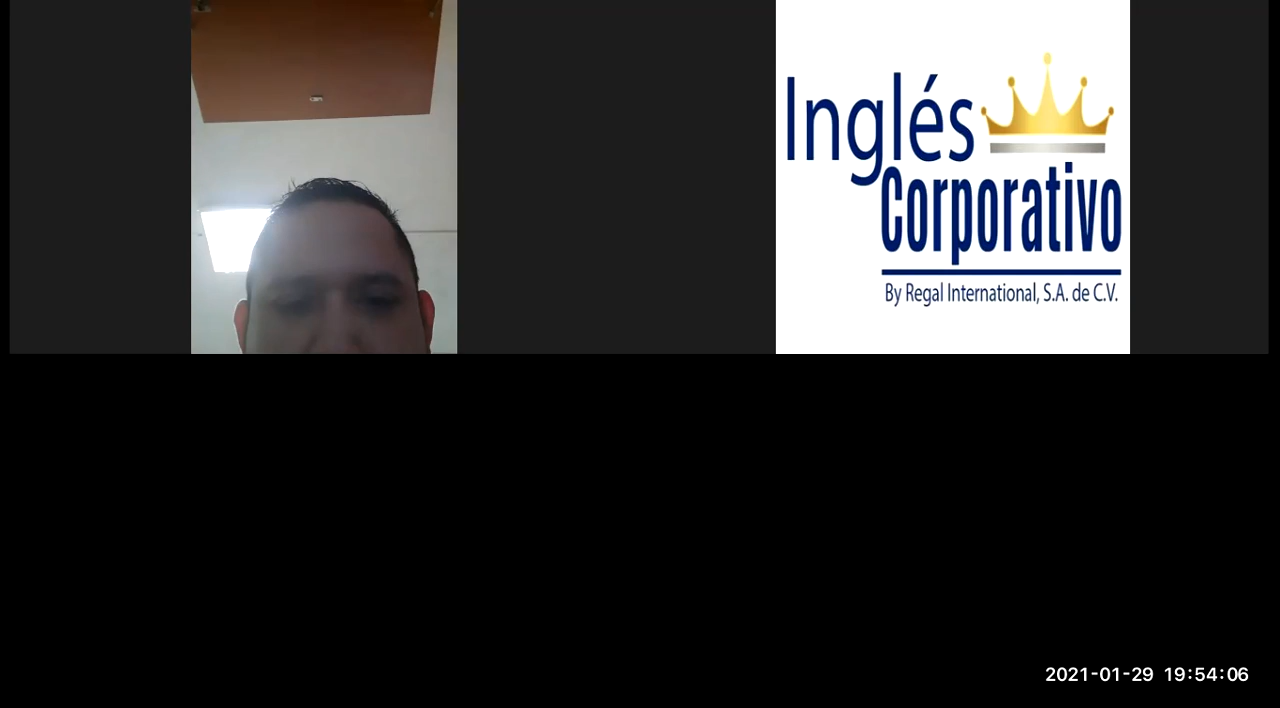 Inglés
Corporativo
By Regal International, S.A. de C.V.
2021-01-29 19:54:06